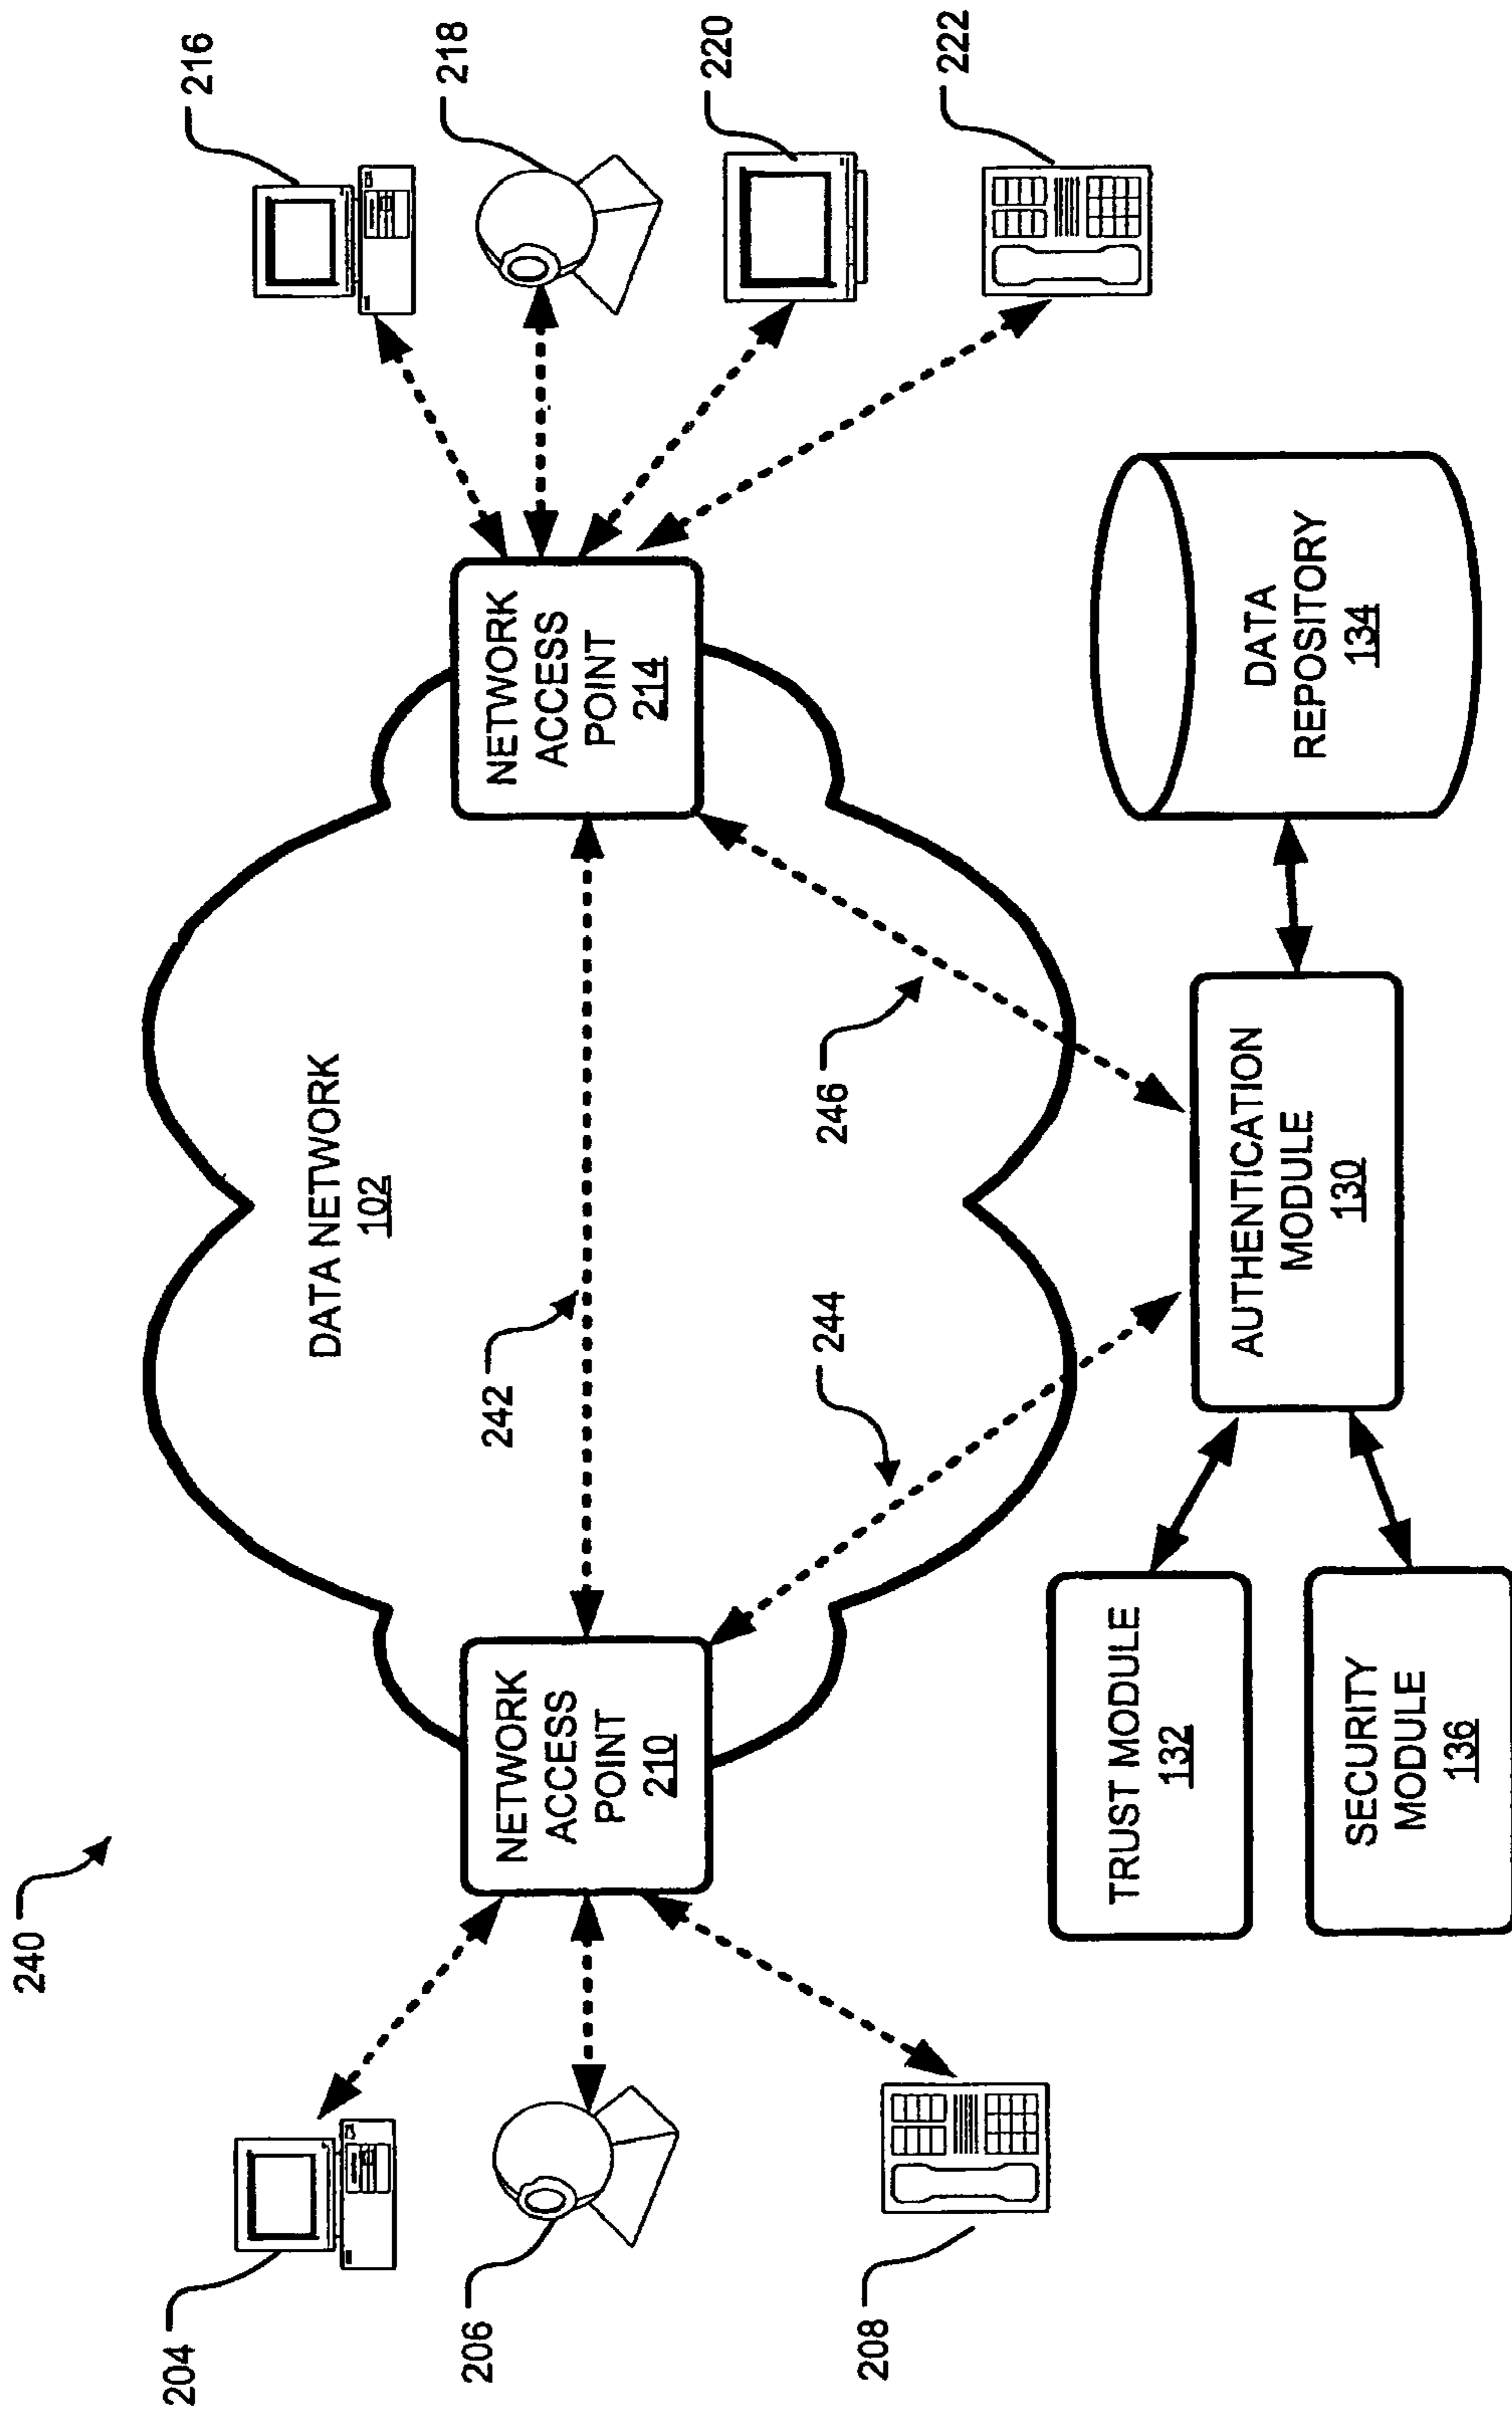 240
204
206
208
NETWORK
ACCESS
POINT
210
DATA NETWORK
102
242
244
246
NETWORK
ACCESS
POINT
214
216
218
220
222
TRUST MODULE
132
SECURITY
MODULE
136
AUTHENTICATION
MODULE
130
DATA
REPOSITORY
134